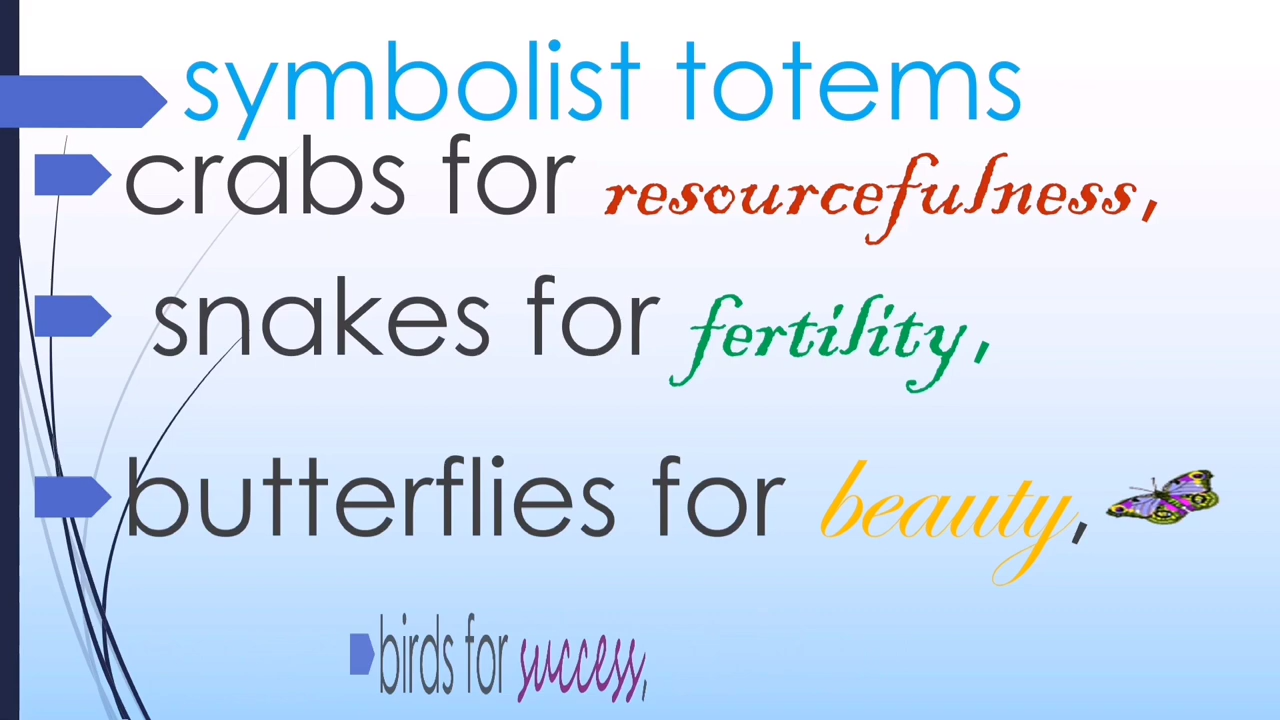 symbolist totems
crabs for resourcefulness,
snakes for fertility,
butterflies for beauty,
birds for success,